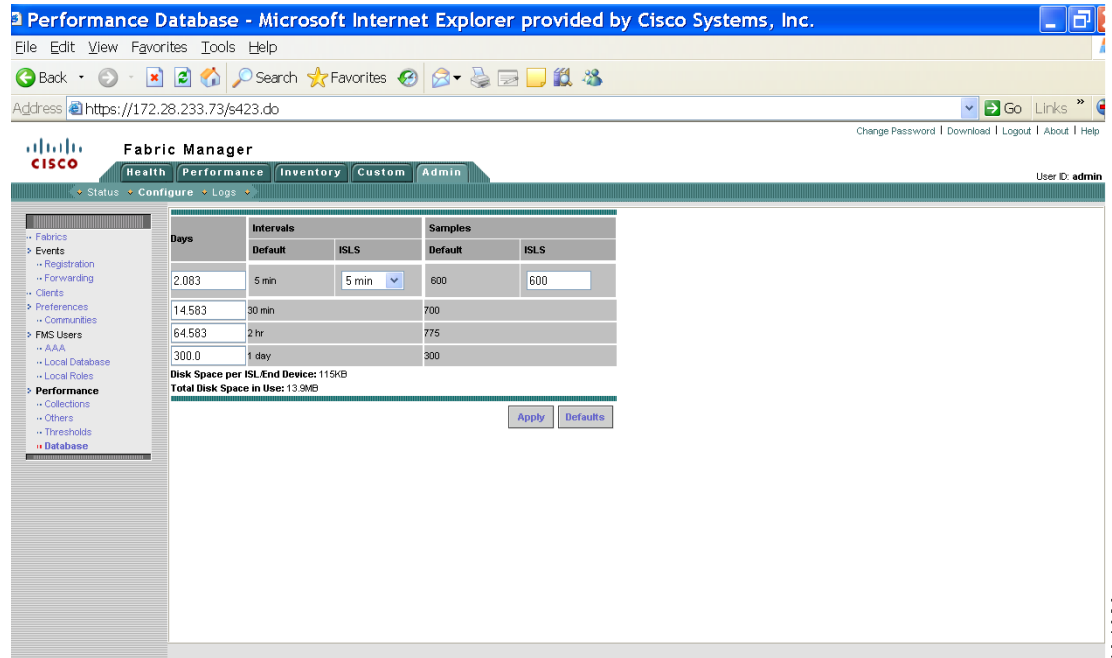 Performance Database - Microsoft Internet Explorer provided by Cisco Systems, Inc.
File Edit View Favorites Tools Help
Back Search Favorites
Address https://172.28.233.73/s423.do Go Links »
Change Password | Download | Logout | About | Help
CISCO Fabric Manager
Health Performance Inventory Custom Admin
User ID: admin
Status Configure Logs
Fabrics
Events
Registration
Forwarding
Clients
Preferences
Communities
FMS Users
AAA
Local Database
Local Roles
Performance
Collections
Others
Thresholds
Database
Days Intervals Samples
Default ISLS Default ISLS
2.083 5 min 5 min 600 600
14.583 30 min 700
64.583 2 hr 775
300.0 1 day 300
Disk Space per ISL/End Device: 115KB
Total Disk Space in Use: 13.9MB
Apply Defaults